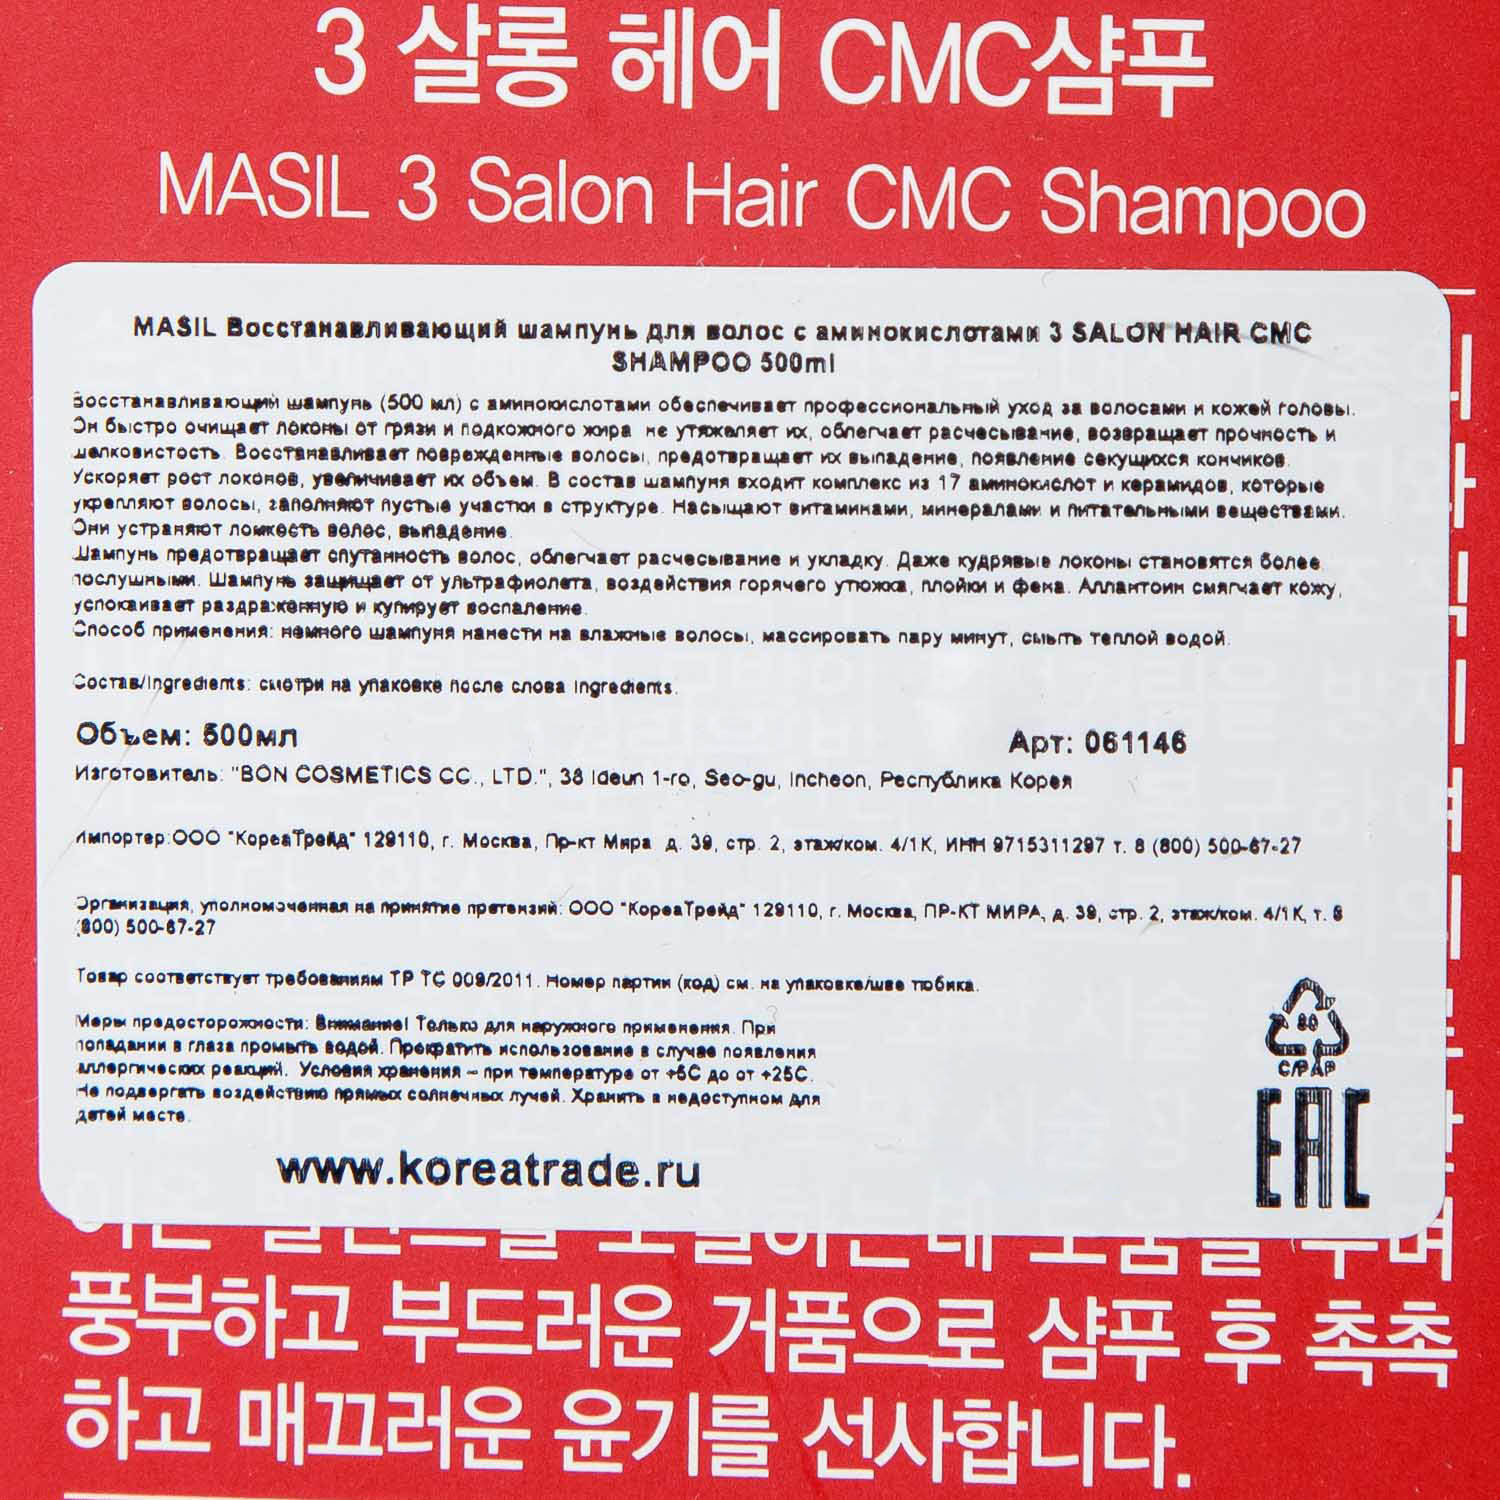 3 살롱 헤어 CMC샴푸
MASIL 3 Salon Hair CMC Shampoo
MASIL Восстанавливающий шампунь для волос с аминокислотами 3 SALON HAIR CMC
SHAMPOO 500ml
Восстанавливающий шампунь (500 мл) с аминокислотами обеспечивает профессиональный уход за волосами и кожей головы.
Он быстро очищает локоны от грязи и подкожного жира не утяжеляет их, облегчает расчесывание, возвращает прочность и
шелковистость. Восстанавливает поврежденные волосы, предотвращает их выпадение, появление секущихся кончиков.
Ускоряет рост локонов, увеличивает их объем. В состав шампуня входит комплекс из 17 аминокислот и керамидов, которые
укрепляют волосы, заполняют пустые участки в структуре. Насыщают витаминами, минералами и питательными веществами.
Они устраняют ломкость волос, выпадение.
Шампунь предотвращает спутанность волос, облегчает расчесывание и укладку. Даже кудрявые локоны становятся более
послушными. Шампунь защищает от ультрафиолета, воздействия горячего утюжка, плойки и фена. Аллантоин смягчает кожу,
успокаивает раздраженную и купирует воспаление.
Способ применения: немного шампуня нанести на влажные волосы, массировать пару минут, смыть теплой водой.
Состав/Ingredients: смотри на упаковке после слова Ingredients.
Объем: 500мл
Арт: 061146
Изготовитель: "BON COSMETICS CC., LTD.", 38 Ideun 1-ro, Seo-gu, Incheon, Республика Корея
Импортер:ООО "КореаТрейд" 129110, г. Москва, Пр-кт Мира д. 39, стр. 2, этаж/ком. 4/1К, ИНН 9715311297 т. 8 (800) 500-67-27
Организация, уполномоченная на принятие претензий: ООО "КореаТрейд" 129110, г. Москва, ПР-КТ МИРА, д. 39, стр. 2, этаж/ком. 4/1К, т. 8
(800) 500-67-27
Товар соответствует требованиям ТР ТС 009/2011. Номер партии (код) см. на упаковке/шве тюбика.
Меры предосторожности: Внимание! Только для наружного применения. При
попадании в глаза промыть водой. Прекратить использование в случае появления
аллергических реакций. Условия хранения – при температуре от +5С до от +25С.
Не подвергать воздействию прямых солнечных лучей. Хранить в недоступном для
детей месте.
80
C/PAP
EAC
www.koreatrade.ru
풍부하고 부드러운 거품으로 샴푸 후 촉촉
하고 매끄러운 윤기를 선사합니다.